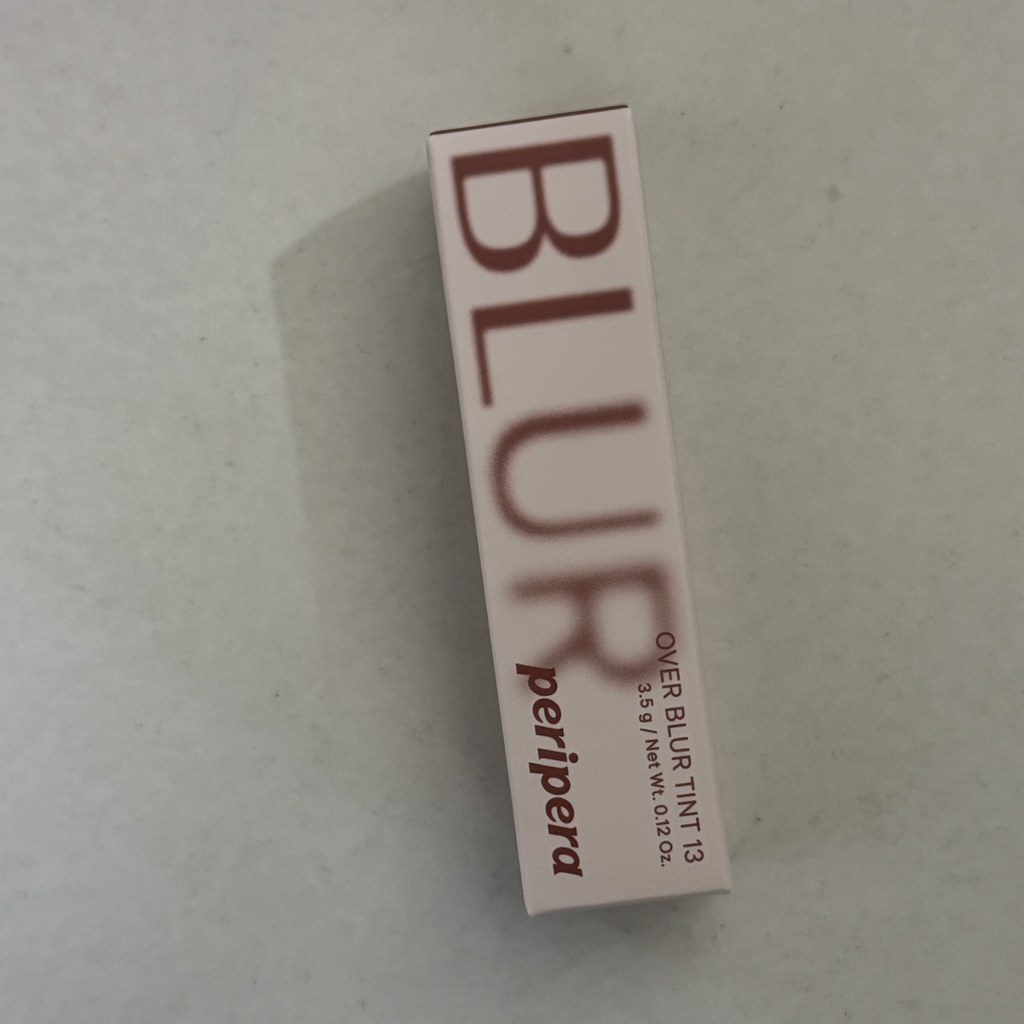 BLUR
OVER BLUR TINT 13
3.5 g / Net Wt. 0.12 Oz.
peripera